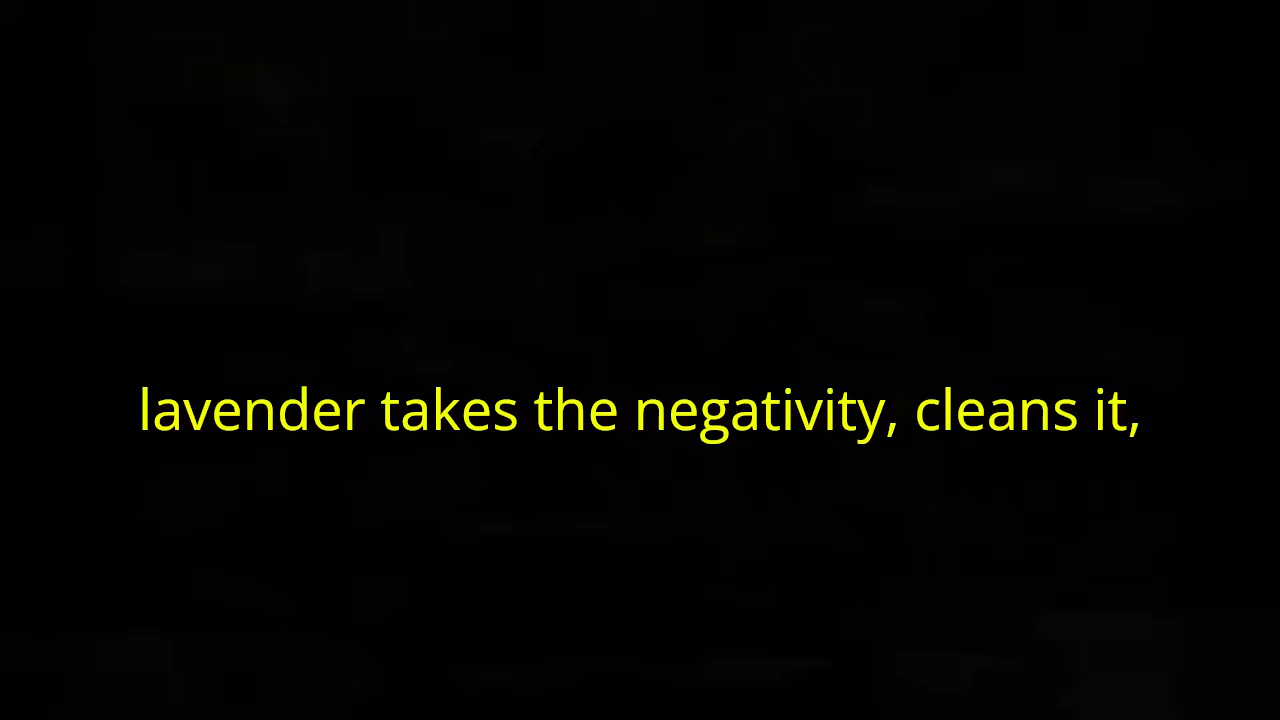 lavender takes the negativity, cleans it,